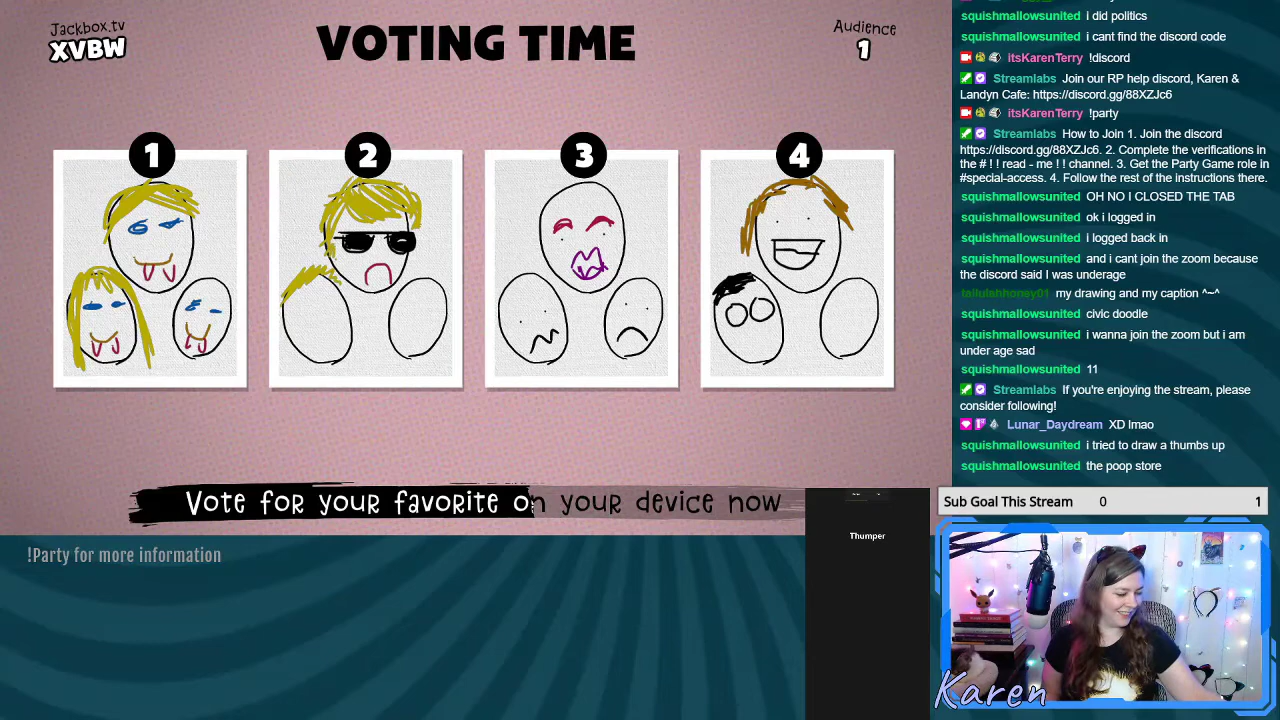 Jackbox.tv
XVBW
VOTING TIME
Audience
1
1
2
3
4
Vote for your favorite on your device now
!Party for more information
Thumper
squishmallowsunited i did politics
squishmallowsunited i cant find the discord code
itsKarenTerry !discord
Streamlabs Join our RP help discord, Karen &
Landyn Cafe: https://discord.gg/88XZJc6
itsKarenTerry !party
Streamlabs How to Join 1. Join the discord
https://discord.gg/88XZJc6. 2. Complete the verifications in
the # ! ! read - me ! ! channel. 3. Get the Party Game role in
#special-access. 4. Follow the rest of the instructions there.
squishmallowsunited OH NO I CLOSED THE TAB
squishmallowsunited ok i logged in
squishmallowsunited i logged back in
squishmallowsunited and i cant join the zoom because
the discord said I was underage
tallulahhoney01 my drawing and my caption ^~^
squishmallowsunited civic doodle
squishmallowsunited i wanna join the zoom but i am
under age sad
squishmallowsunited 11
Streamlabs If you're enjoying the stream, please
consider following!
Lunar_Daydream XD lmao
squishmallowsunited i tried to draw a thumbs up
squishmallowsunited the poop store
Sub Goal This Stream 0 1
Karen